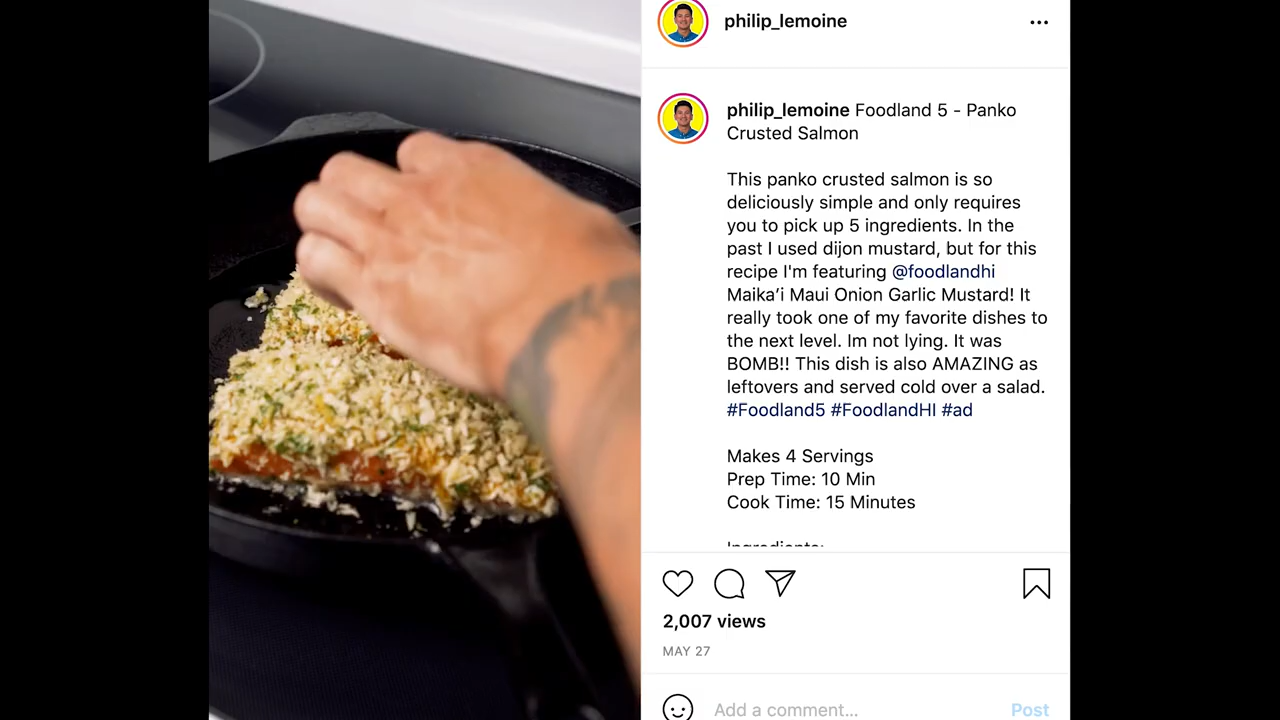 philip_lemoine
philip_lemoine Foodland 5 - Panko
Crusted Salmon
This panko crusted salmon is so
deliciously simple and only requires
you to pick up 5 ingredients. In the
past I used dijon mustard, but for this
recipe I'm featuring @foodlandhi
Maika‘i Maui Onion Garlic Mustard! It
really took one of my favorite dishes to
the next level. Im not lying. It was
BOMB!! This dish is also AMAZING as
leftovers and served cold over a salad.
#Foodland5 #FoodlandHI #ad
Makes 4 Servings
Prep Time: 10 Min
Cook Time: 15 Minutes
Ingredients:
2,007 views
MAY 27
Add a comment...
Post